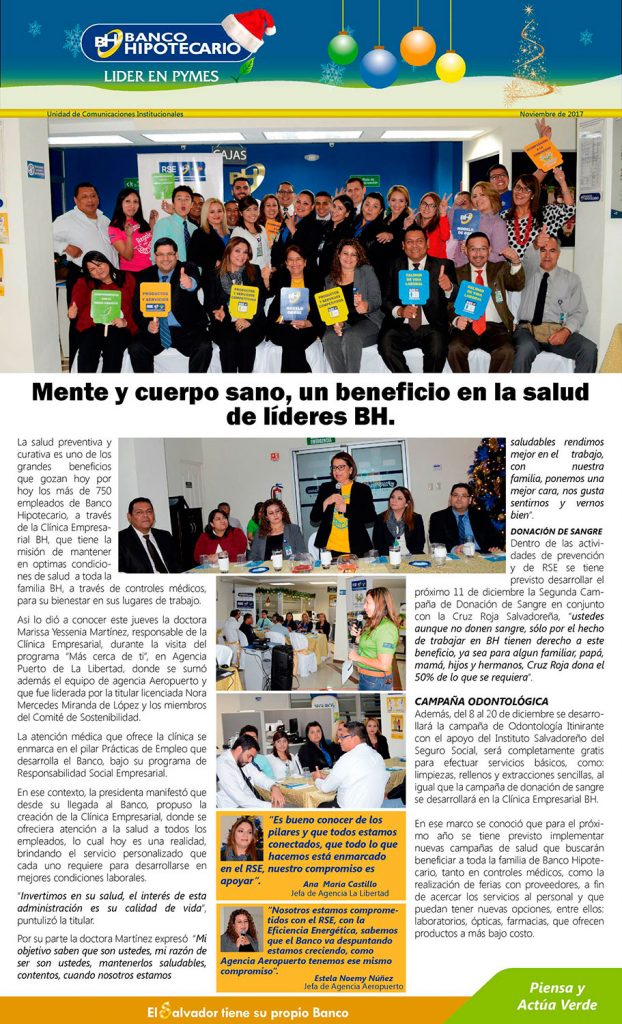 BH BANCO
HIPOTECARIO
LIDER EN PYMES
Unidad de Comunicaciones Institucionales
Noviembre de 2017
CAJAS
RSE
PRODUCTOS
Y SERVICIOS
MODELO
DE RSE
CALIDAD
DE VIDA
LABORAL
Mente y cuerpo sano, un beneficio en la salud
de líderes BH.
La salud preventiva y
curativa es uno de los
grandes beneficios
que gozan hoy por
hoy los más de 750
empleados de Banco
Hipotecario, a través
de la Clínica Empresa-
rial BH, que tiene la
misión de mantener
en optimas condicio-
nes de salud a toda la
familia BH, a través de controles médicos,
para su bienestar en sus lugares de trabajo.
Asi lo dió a conocer este jueves la doctora
Marissa Yessenia Martínez, responsable de la
Clínica Empresarial, durante la visita del
programa “Más cerca de ti”, en Agencia
Puerto de La Libertad, donde se sumó
además el equipo de agencia Aeropuerto y
que fue liderada por la titular licenciada Nora
Mercedes Miranda de López y los miembros
del Comité de Sostenibilidad.
La atención médica que ofrece la clínica se
enmarca en el pilar Prácticas de Empleo que
desarrolla el Banco, bajo su programa de
Responsabilidad Social Empresarial.
En ese contexto, la presidenta manifestó que
desde su llegada al Banco, propuso la
creación de la Clínica Empresarial, donde se
ofreciera atención a la salud a todos los
empleados, lo cual hoy es una realidad,
brindando el servicio personalizado que
cada uno requiere para desarrollarse en
mejores condiciones laborales.
“Invertimos en su salud, el interés de esta
administración es su calidad de vida”,
puntulizó la titular.
Por su parte la doctora Martínez expresó “Mi
objetivo saben que son ustedes, mi razón de
ser son ustedes, mantenerlos saludables,
contentos, cuando nosotros estamos
“Es bueno conocer de los
pilares y que todos estamos
conectados, que todo lo que
hacemos está enmarcado
en el RSE, nuestro compromiso es
apoyar”.
Ana María Castillo
Jefa de Agencia La Libertad
“Nosotros estamos comprome-
tidos con el RSE, con la
Eficiencia Energética, sabemos
que el Banco va despuntando
estamos creciendo, como
Agencia Aeropuerto tenemos ese mismo
compromiso”.
Estela Noemy Núñez
Jefa de Agencia Aeropuerto
saludables rendimos
mejor en el trabajo,
con nuestra
familia, ponemos una
mejor cara, nos gusta
sentirnos y vernos
bien”.
DONACIÓN DE SANGRE
Dentro de las activi-
dades de prevención
y de RSE se tiene
previsto desarrollar el
próximo 11 de diciembre la Segunda Cam-
paña de Donación de Sangre en conjunto
con la Cruz Roja Salvadoreña, “ustedes
aunque no donen sangre, sólo por el hecho
de trabajar en BH tienen derecho a este
beneficio, ya sea para algun familiar, papá,
mamá, hijos y hermanos, Cruz Roja dona el
50% de lo que se requiera”.
CAMPAÑA ODONTOLÓGICA
Además, del 8 al 20 de diciembre se desarro-
llará la campaña de Odontología Itinirante
con el apoyo del Instituto Salvadoreño del
Seguro Social, será completamente gratis
para efectuar servicios básicos, como:
limpiezas, rellenos y extracciones sencillas, al
igual que la campaña de donación de sangre
se desarrollará en la Clínica Empresarial BH.
En ese marco se conoció que para el próxi-
mo año se tiene previsto implementar
nuevas campañas de salud que buscarán
beneficiar a toda la familia de Banco Hipote-
cario, tanto en controles médicos, como la
realización de ferias con proveedores, a fin
de acercar los servicios al personal y que
puedan tener nuevas opciones, entre ellos:
laboratorios, ópticas, farmacias, que ofrecen
productos a más bajo costo.
El Salvador tiene su propio Banco
Piensa y
Actúa Verde